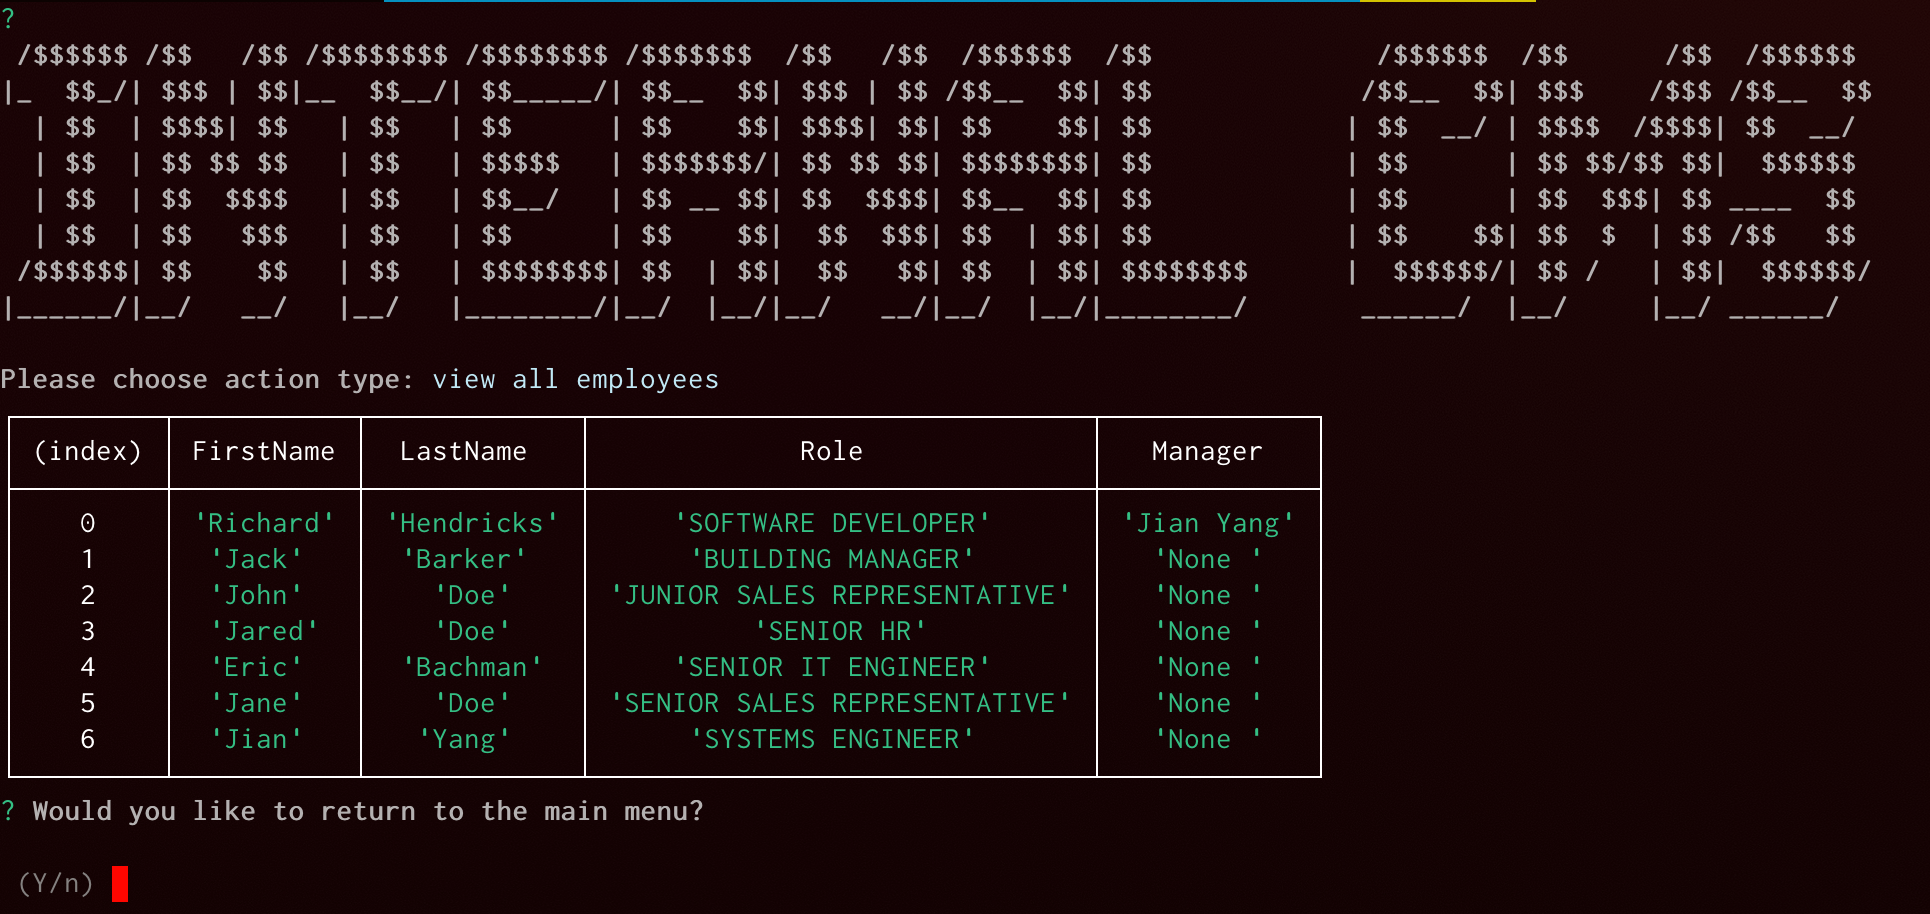 ?
 /$$$$$$ /$$   /$$ /$$$$$$$$ /$$$$$$$$ /$$$$$$$  /$$   /$$  /$$$$$$  /$$              /$$$$$$  /$$      /$$  /$$$$$$
|_  $$_/| $$$ | $$|__  $$__/| $$_____/| $$__  $$| $$$ | $$ /$$__  $$| $$             /$$__  $$| $$$    /$$$ /$$__  $$
  | $$  | $$$$| $$   | $$   | $$      | $$    $$| $$$$| $$| $$    $$| $$            | $$  __/ | $$$$  /$$$$| $$  __/
  | $$  | $$ $$ $$   | $$   | $$$$$   | $$$$$$$/| $$ $$ $$| $$$$$$$$| $$            | $$      | $$ $$/$$ $$|  $$$$$$
  | $$  | $$  $$$$   | $$   | $$__/   | $$ __ $$| $$  $$$$| $$__  $$| $$            | $$      | $$  $$$| $$ ____  $$
  | $$  | $$   $$$   | $$   | $$      | $$    $$|  $$  $$$| $$  | $$| $$            | $$    $$| $$  $  | $$ /$$   $$
 /$$$$$$| $$    $$   | $$   | $$$$$$$$| $$  | $$|  $$   $$| $$  | $$| $$$$$$$$      |  $$$$$$/| $$ /   | $$|  $$$$$$/
|______/|__/   __/   |__/   |________/|__/  |__/|__/   __/|__/  |__/|________/       ______/  |__/     |__/ ______/
Please choose action type: view all employees
(index) FirstName LastName Role Manager
0 'Richard' 'Hendricks' 'SOFTWARE DEVELOPER' 'Jian Yang'
1 'Jack' 'Barker' 'BUILDING MANAGER' 'None '
2 'John' 'Doe' 'JUNIOR SALES REPRESENTATIVE' 'None '
3 'Jared' 'Doe' 'SENIOR HR' 'None '
4 'Eric' 'Bachman' 'SENIOR IT ENGINEER' 'None '
5 'Jane' 'Doe' 'SENIOR SALES REPRESENTATIVE' 'None '
6 'Jian' 'Yang' 'SYSTEMS ENGINEER' 'None '
? Would you like to return to the main menu?
(Y/n)